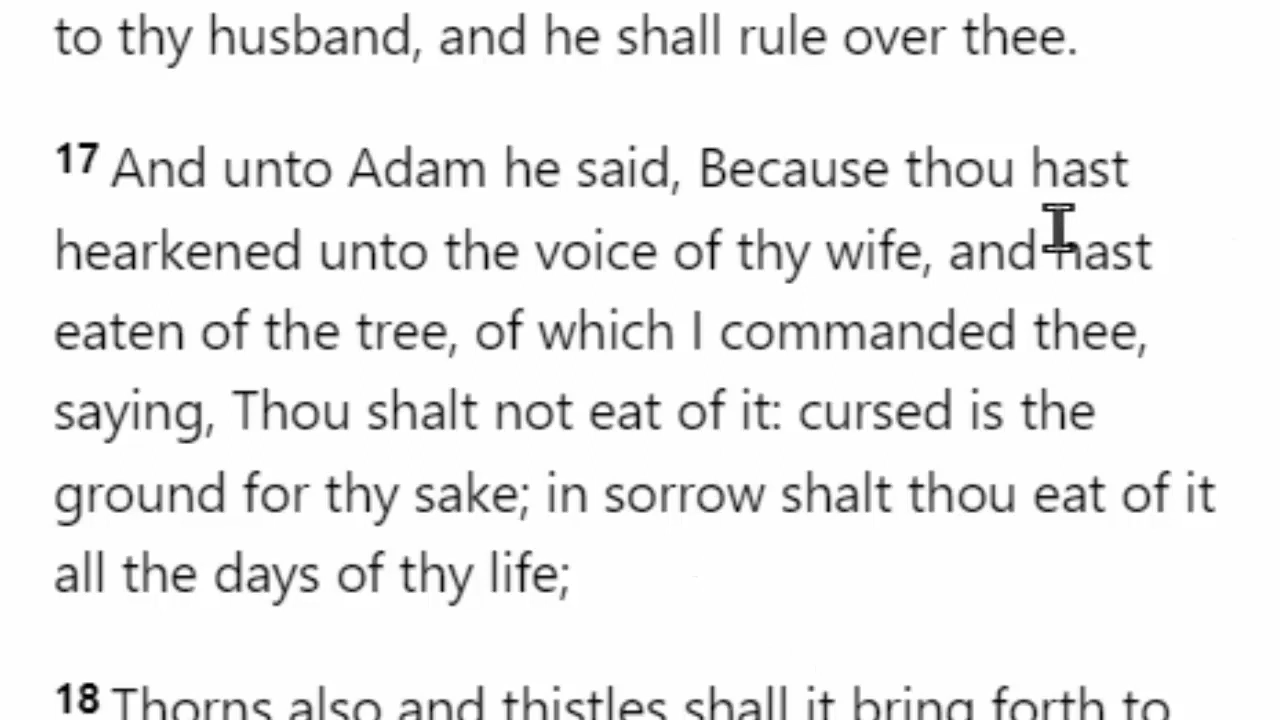 to thy husband, and he shall rule over thee.
17 And unto Adam he said, Because thou hast
hearkened unto the voice of thy wife, and hast
eaten of the tree, of which I commanded thee,
saying, Thou shalt not eat of it: cursed is the
ground for thy sake; in sorrow shalt thou eat of it
all the days of thy life;
18 Thorns also and thistles shall it bring forth to